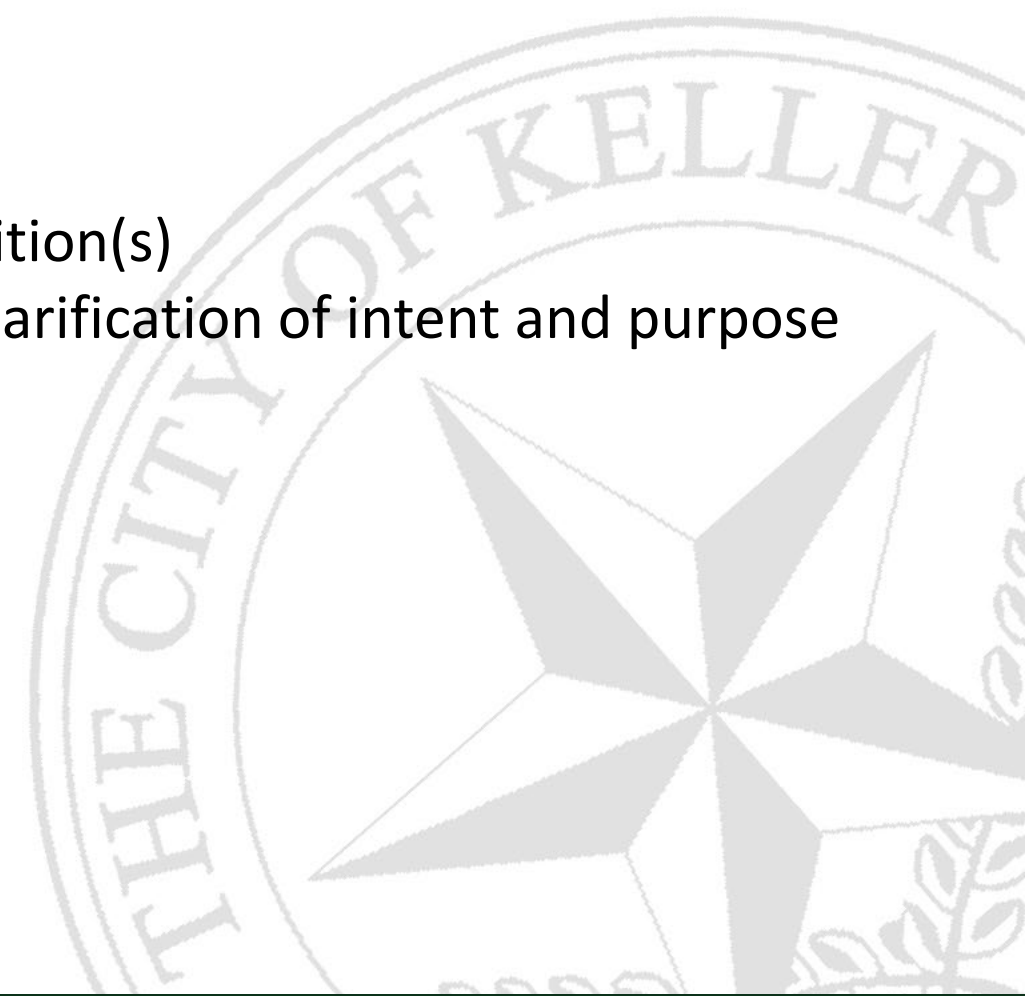 THE CITY OF KELLER
ition(s)
arification of intent and purpose